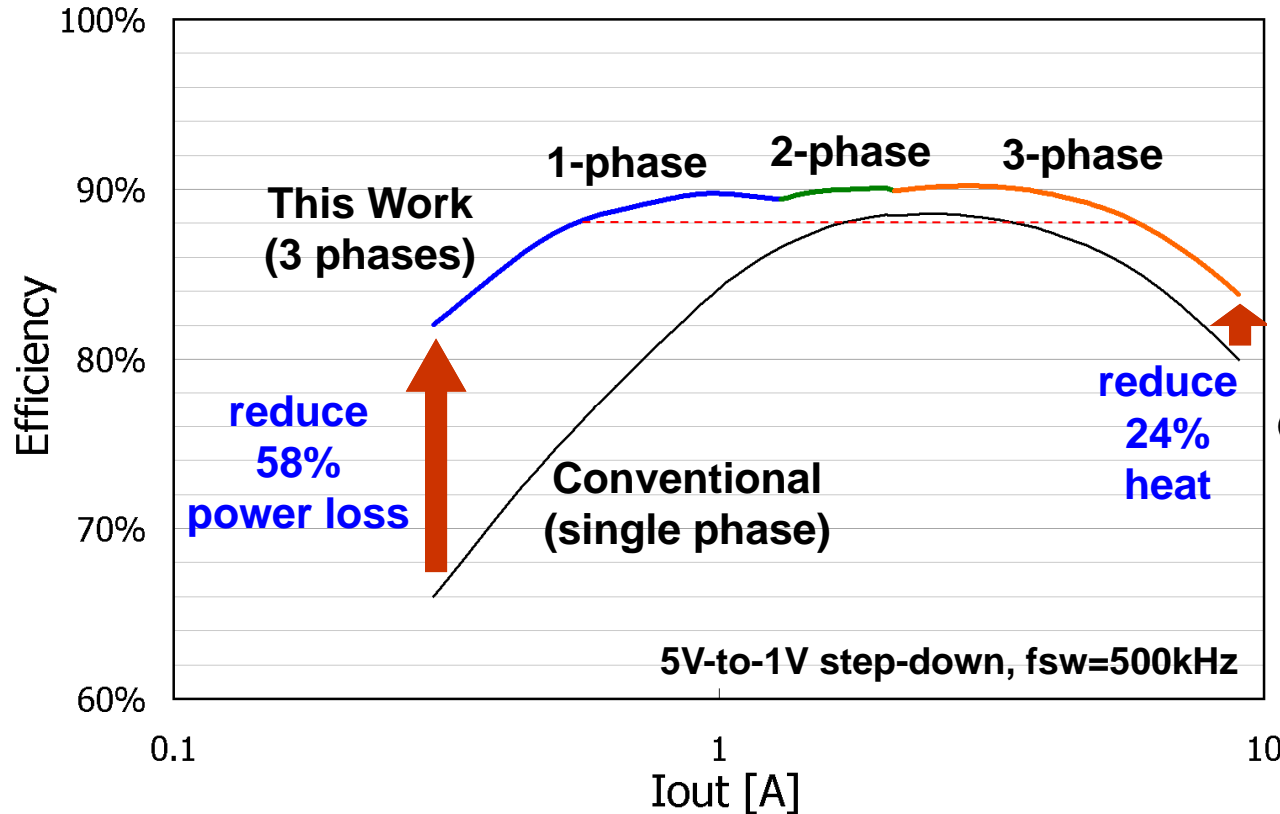 100%
90%
80%
70%
60%
Efficiency
0.1
1
10
Iout [A]
1-phase
2-phase
3-phase
This Work
(3 phases)
reduce
58%
power loss
Conventional
(single phase)
reduce
24%
heat
5V-to-1V step-down, fsw=500kHz